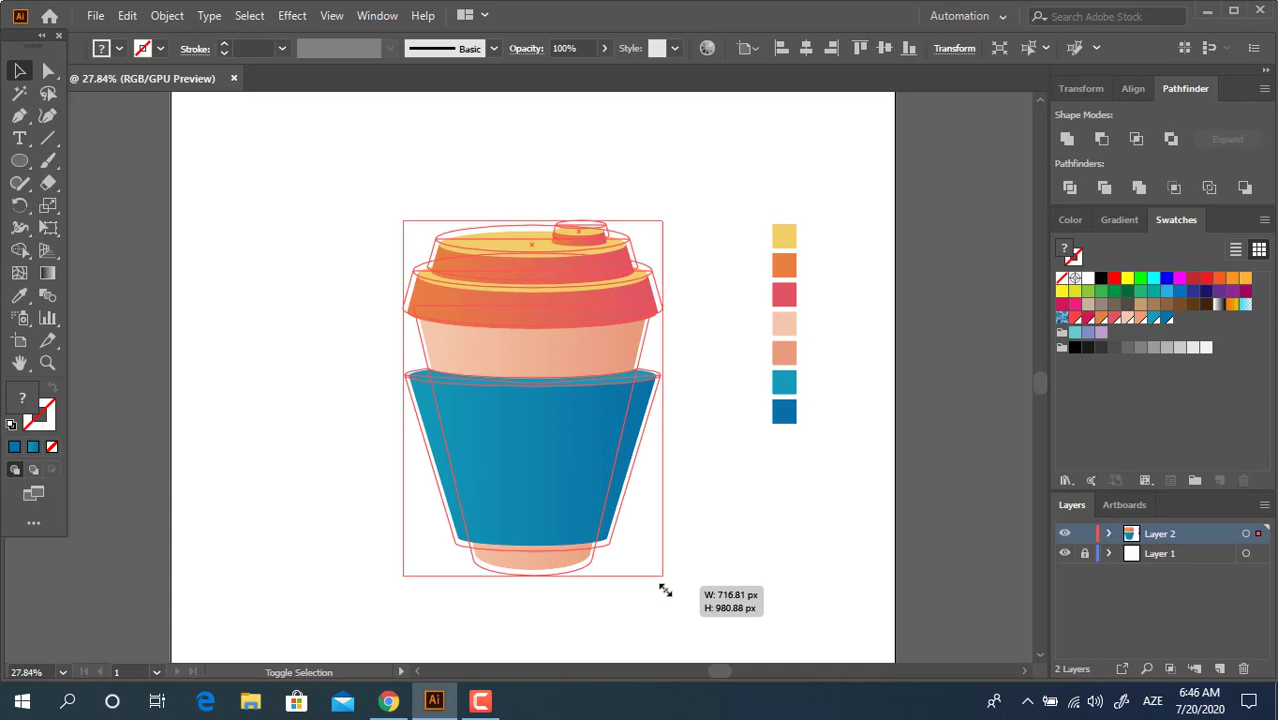 Ai File Edit Object Type Select Effect View Window Help Automation Search Adobe Stock
? Stroke: Basic Opacity: 100% Style: Transform
@ 27.84% (RGB/GPU Preview) ×
Transform Align Pathfinder
Shape Modes:
Expand
Pathfinders:
Color Gradient Swatches
?
T
?
W: 716.81 px
H: 980.88 px
Layers Artboards
Layer 2
Layer 1
27.84% 1 Toggle Selection 2 Layers
Ai C AZE 6:46 AM
7/20/2020